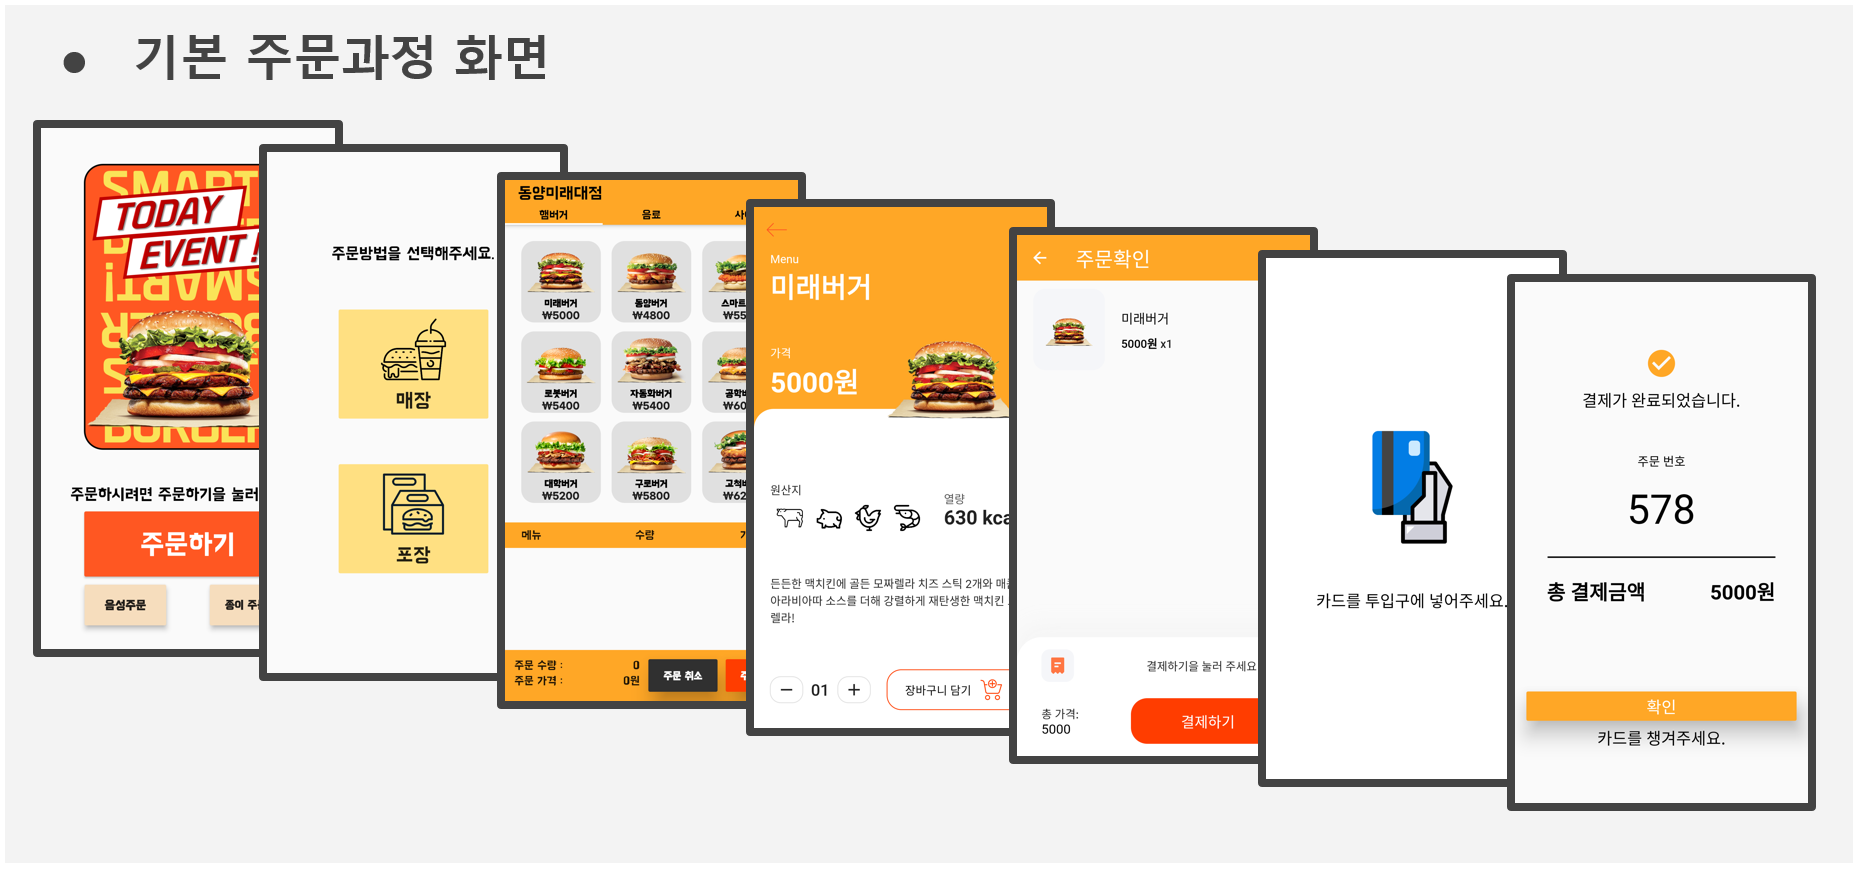 ● 기본 주문과정 화면
SMART
TODAY
EVENT!
SMART!
BURGER
주문하시려면 주문하기을 눌러
주문하기
음성주문
종이 주
주문방법을 선택해주세요.
매장
포장
동양미래대점
햄버거 음료 사이
미래버거 동양버거 스마트
₩5000 ₩4800 ₩55
로봇버거 자동화버거 공학버
₩5400 ₩5400 ₩60
대학버거 구로버거 고척버
₩5200 ₩5800 ₩62
메뉴 수량
주문 수량 : 0
주문 가격 : 0원
주문 취소
Menu
미래버거
가격
5000원
원산지
열량
630 kca
든든한 맥치킨에 골든 모짜렐라 치즈 스틱 2개와 매콤
아라비아따 소스를 더해 강렬하게 재탄생한 맥치킨
렐라!
01
장바구니 담기
주문확인
미래버거
5000원 x1
결제하기을 눌러 주세요
총 가격:
5000
결제하기
카드를 투입구에 넣어주세요.
결제가 완료되었습니다.
주문 번호
578
총 결제금액 5000원
확인
카드를 챙겨주세요.